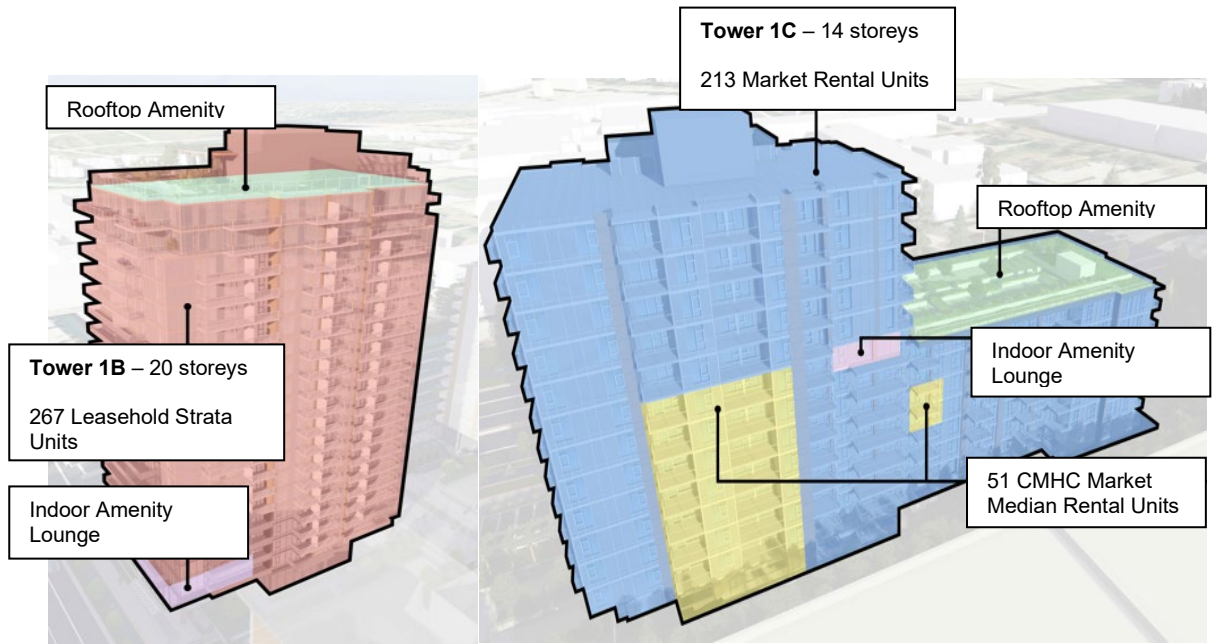 Rooftop Amenity
Tower 1B – 20 storeys
267 Leasehold Strata
Units
Indoor Amenity
Lounge
Tower 1C – 14 storeys
213 Market Rental Units
Rooftop Amenity
Indoor Amenity
Lounge
51 CMHC Market
Median Rental Units